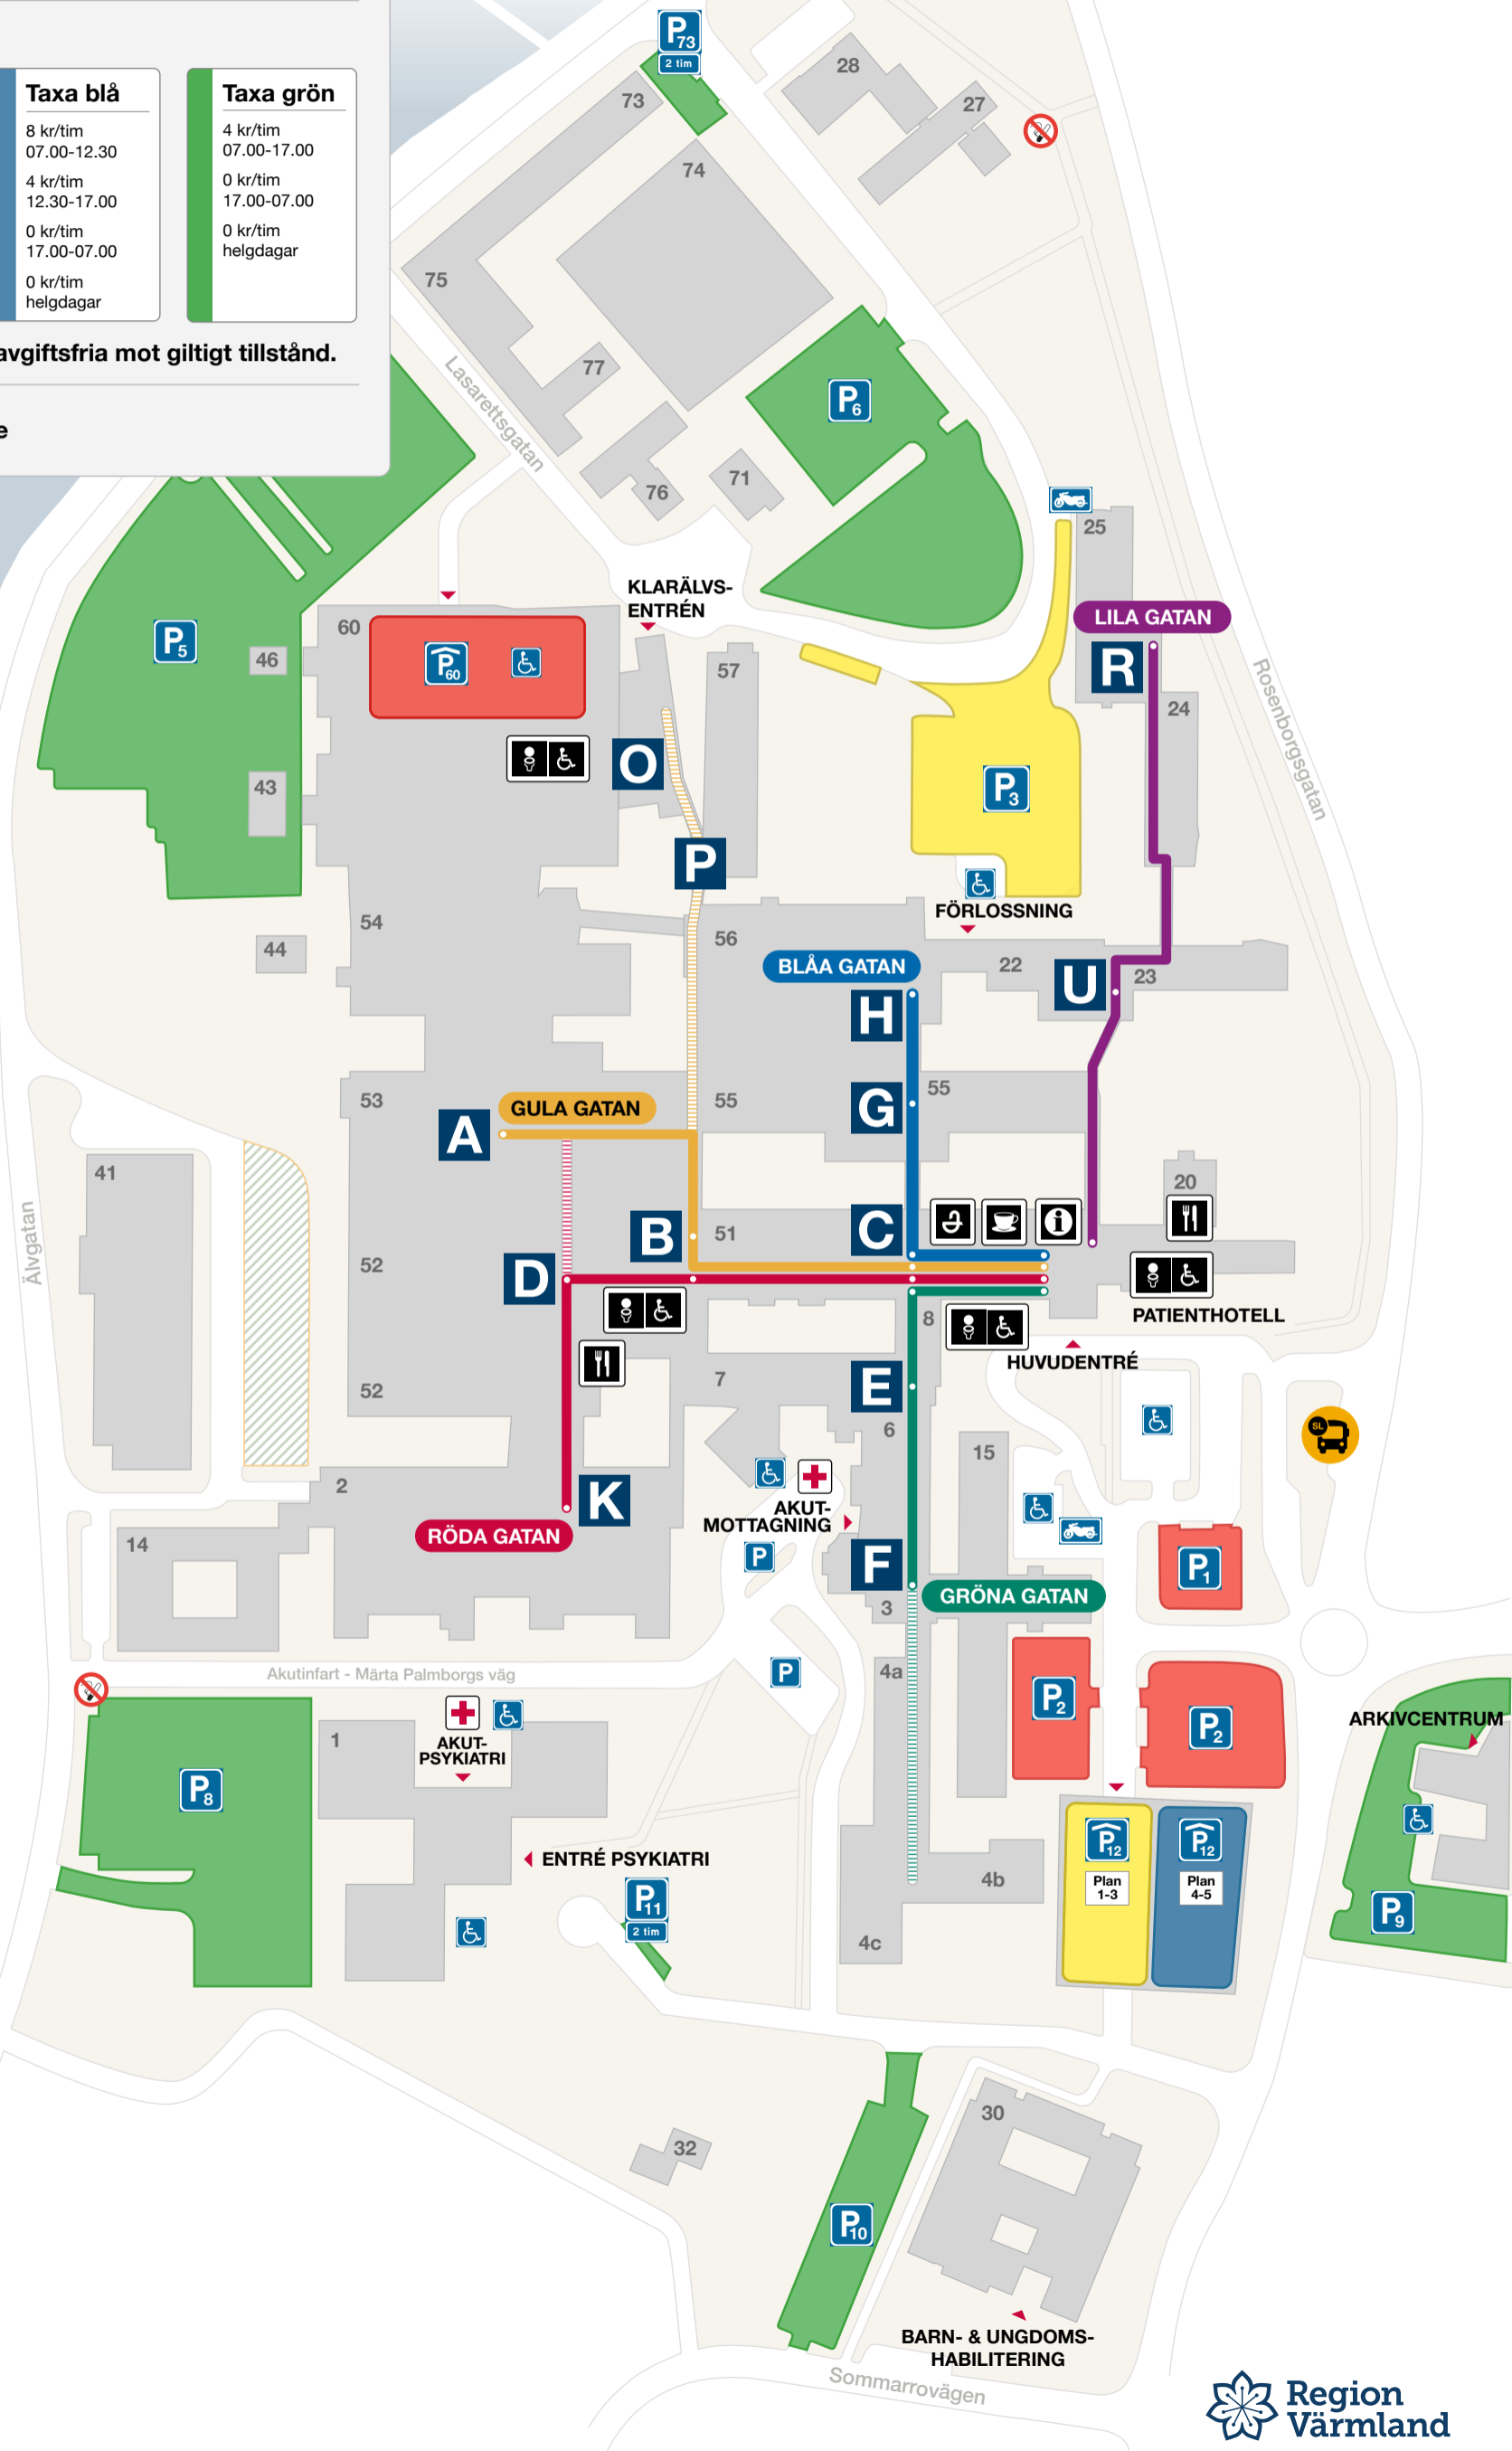 Taxa blå
8 kr/tim
07.00-12.30
4 kr/tim
12.30-17.00
0 kr/tim
17.00-07.00
0 kr/tim
helgdagar
Taxa grön
4 kr/tim
07.00-17.00
0 kr/tim
17.00-07.00
0 kr/tim
helgdagar
avgiftsfria mot giltigt tillstånd.
e
P73
2 tim
28
27
73
74
75
77
Lasarettsgatan
P6
76
71
25
KLARÄLVS-
ENTRÉN
LILA GATAN
R
60
P60
P5
46
57
24
Rosenborgsgatan
43
O
P3
P
FÖRLOSSNING
54
44
56
BLÅA GATAN
22
U
23
H
53
GULA GATAN
A
55
G
55
41
20
B
51
C
Älvgatan
52
D
PATIENTHOTELL
8
HUVUDENTRÉ
52
7
E
6
SL
15
2
K
AKUT-
MOTTAGNING
RÖDA GATAN
14
P
F
P1
GRÖNA GATAN
3
Akutinfart - Märta Palmborgs väg
P
4a
P2
P2
ARKIVCENTRUM
1
AKUT-
PSYKIATRI
P8
P12
Plan
1-3
P12
Plan
4-5
ENTRÉ PSYKIATRI
P11
2 tim
4b
4c
P9
30
32
P10
BARN- & UNGDOMS-
HABILITERING
Sommarrovägen
Region
Värmland